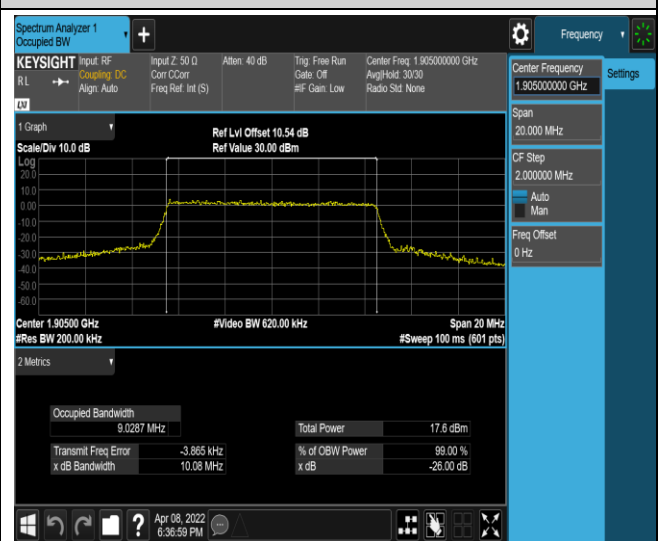 Spectrum Analyzer 1
Occupied BW
Frequency
KEYSIGHT
RL
LXI
Input: RF
Coupling: DC
Align: Auto
Input Z: 50 Ω
Corr CCorr
Freq Ref: Int (S)
Atten: 40 dB
Trig: Free Run
Gate: Off
#IF Gain: Low
Center Freq: 1.905000000 GHz
Avg|Hold: 30/30
Radio Std: None
Center Frequency
1.905000000 GHz
Settings
Span
20.000 MHz
CF Step
2.000000 MHz
Auto
Man
Freq Offset
0 Hz
1 Graph
Scale/Div 10.0 dB
Ref Lvl Offset 10.54 dB
Ref Value 30.00 dBm
Log
20.0
10.0
0.00
-10.0
-20.0
-30.0
-40.0
-50.0
-60.0
Center 1.90500 GHz
#Res BW 200.00 kHz
#Video BW 620.00 kHz
Span 20 MHz
#Sweep 100 ms (601 pts)
2 Metrics
Occupied Bandwidth
9.0287 MHz
Total Power 17.6 dBm
Transmit Freq Error -3.865 kHz
% of OBW Power 99.00 %
x dB Bandwidth 10.08 MHz
x dB -26.00 dB
?
Apr 08, 2022
6:36:59 PM